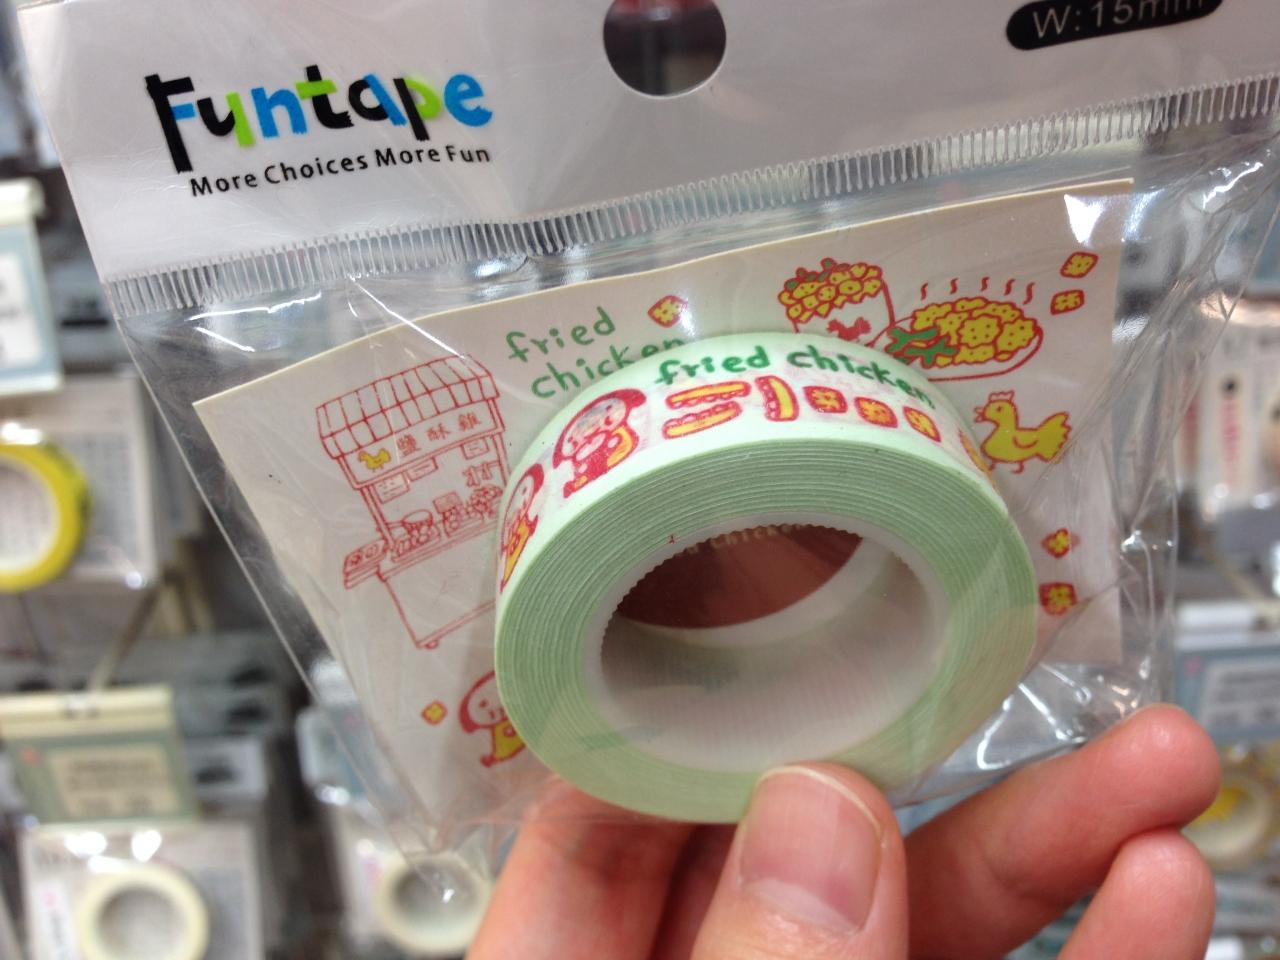 Funtape
More Choices More Fun
W:15mm
fried
chicken
fried chicken
鹽酥雞